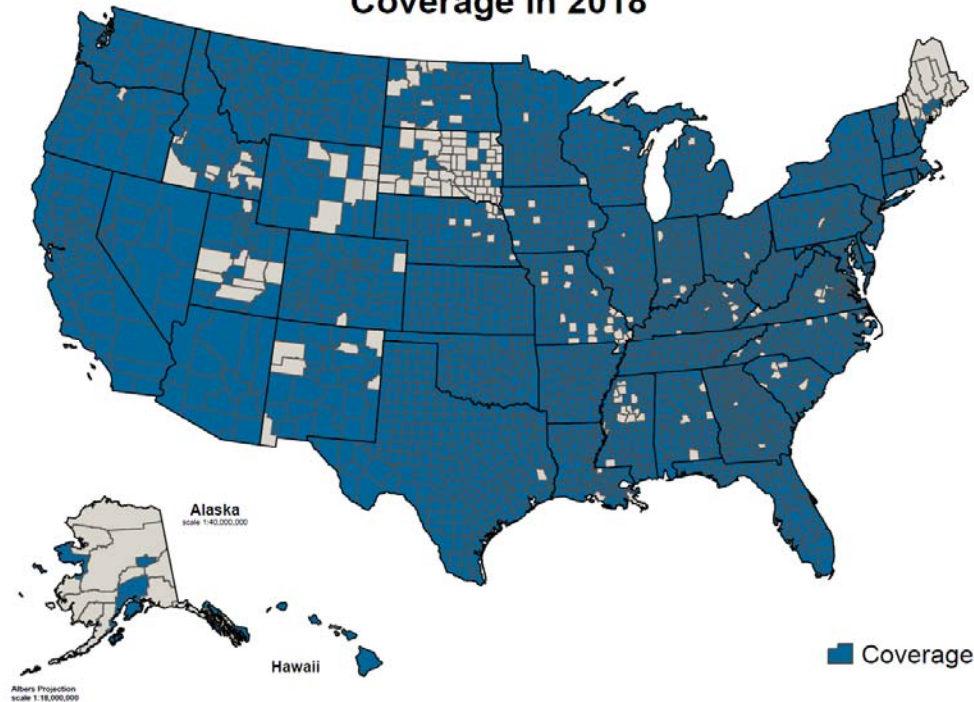 Coverage in 2018
Alaska
scale 1:40,000,000
Hawaii
Coverage
Albers Projection
scale 1:18,000,000